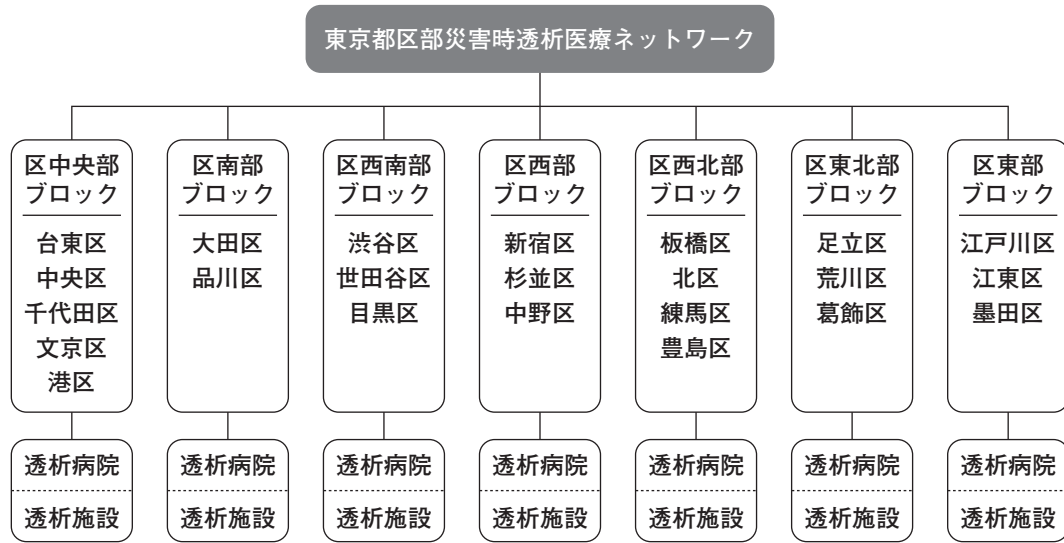 東京都区部災害時透析医療ネットワーク
区中央部
ブロック
台東区
中央区
千代田区
文京区
港区
透析病院
透析施設
区南部
ブロック
大田区
品川区
透析病院
透析施設
区西南部
ブロック
渋谷区
世田谷区
目黒区
透析病院
透析施設
区西部
ブロック
新宿区
杉並区
中野区
透析病院
透析施設
区西北部
ブロック
板橋区
北区
練馬区
豊島区
透析病院
透析施設
区東北部
ブロック
足立区
荒川区
葛飾区
透析病院
透析施設
区東部
ブロック
江戸川区
江東区
墨田区
透析病院
透析施設